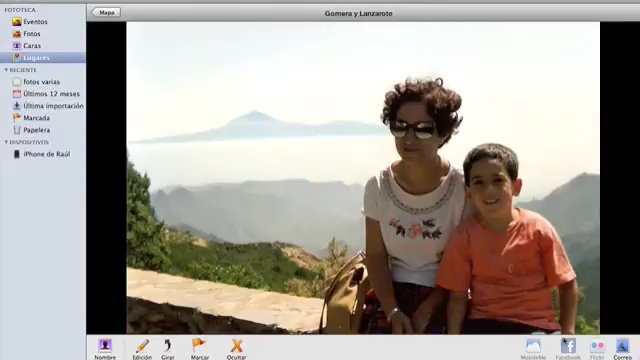 FOTOTECA
Mapa
Gomera y Lanzarote
Eventos
Fotos
Caras
Lugares
RECIENTE
fotos varias
Últimos 12 meses
Última importación
Marcada
Papelera
DISPOSITIVOS
iPhone de Raúl
Nombre
Edición
Girar
Marcar
Ocultar
MobileMe
Facebook
Flickr
Correo